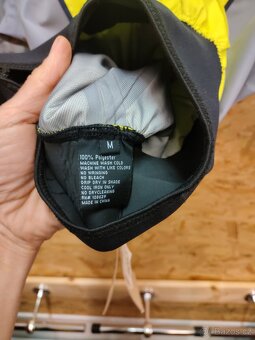 M
100% Polyester
MACHINE WASH COLD
WASH WITH LIKE COLORS
NO WRINGING
NO BLEACH
DRIP DRY IN SHADE
COOL IRON ONLY
NO DRYCLEANING
MADE IN CHINA